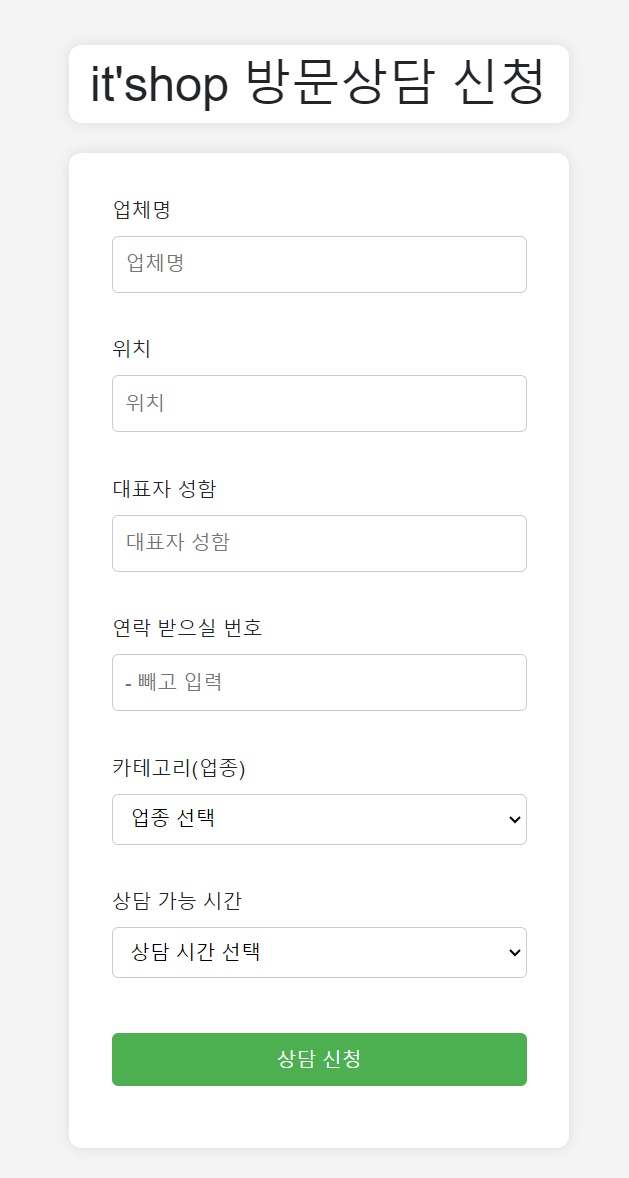 it'shop 방문상담 신청
업체명
업체명
위치
위치
대표자 성함
대표자 성함
연락 받으실 번호
- 빼고 입력
카테고리(업종)
업종 선택
상담 가능 시간
상담 시간 선택
상담 신청